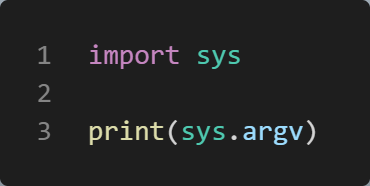 1 import sys
2
3 print(sys.argv)